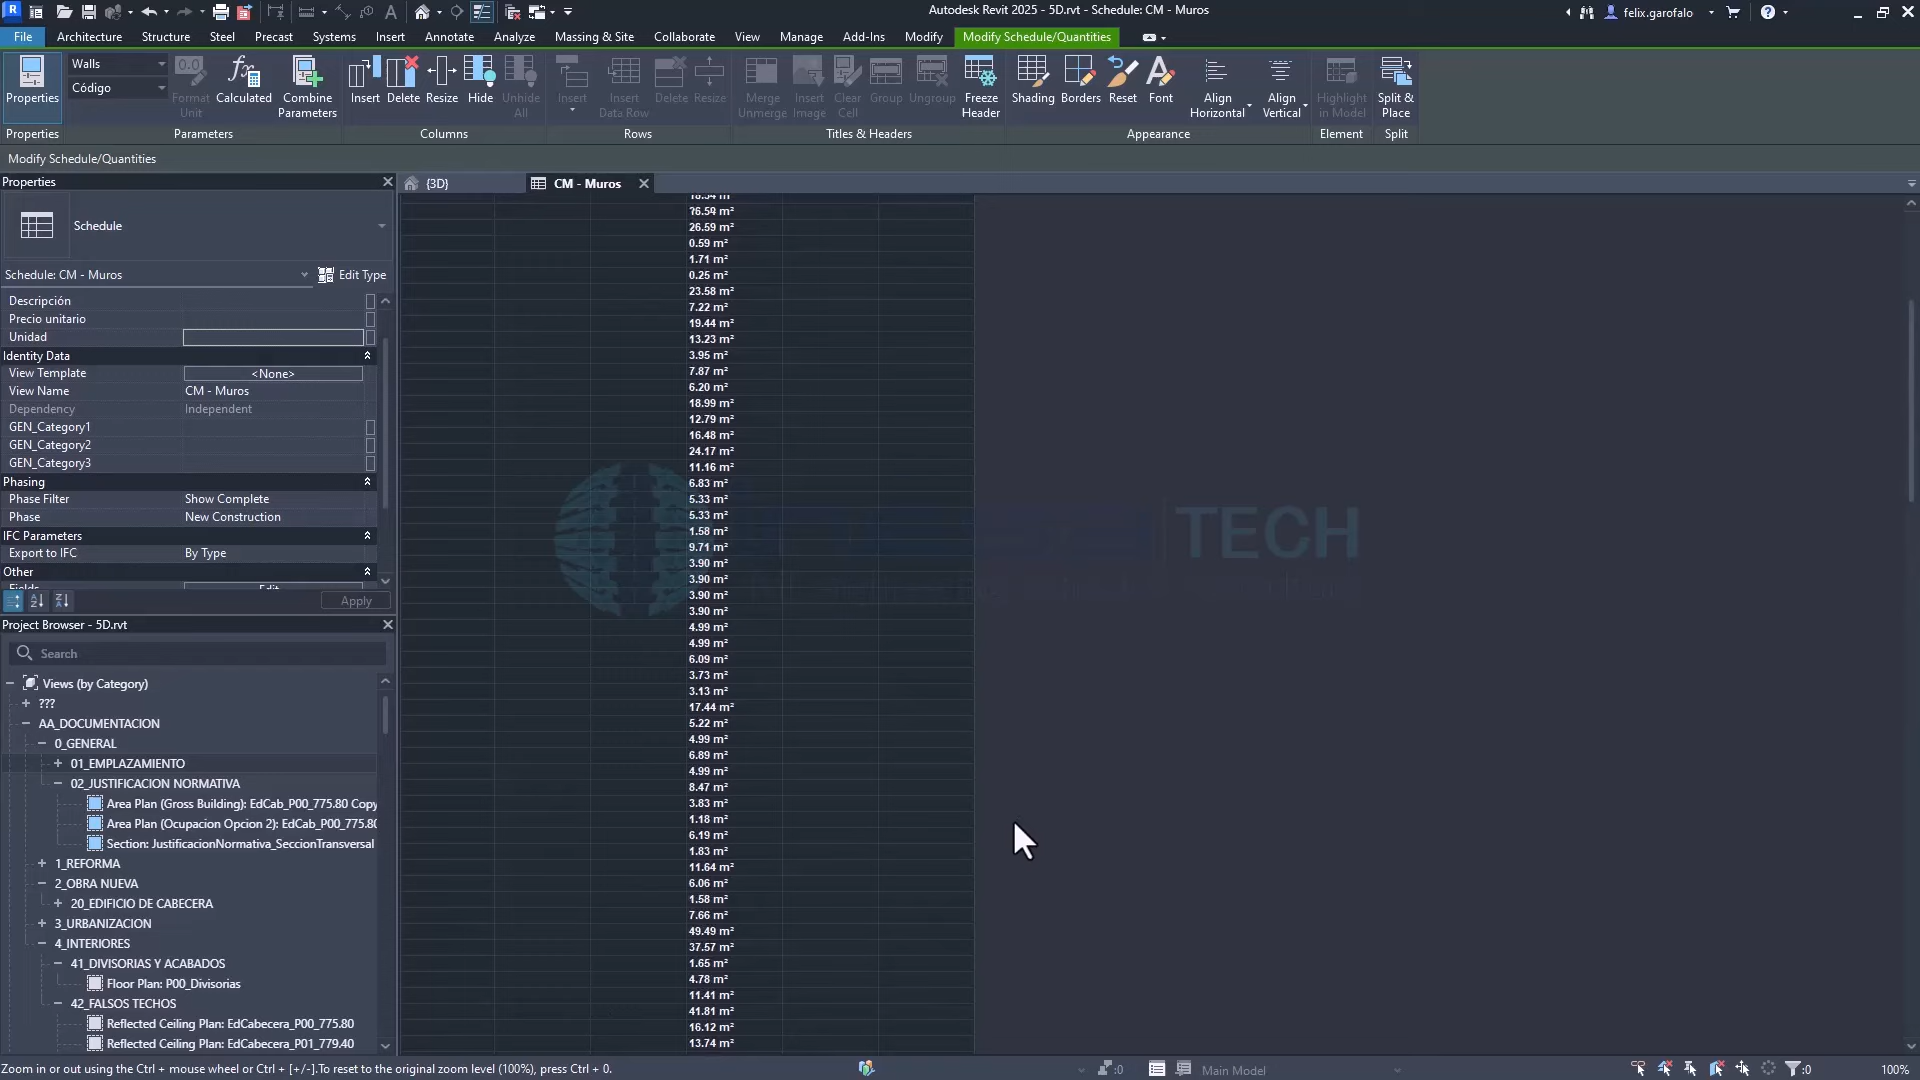 Autodesk Revit 2025 - 5D.rvt - Schedule: CM - Muros
felix.garofalo
File Architecture Structure Steel Precast Systems Insert Annotate Analyze Massing & Site Collaborate View Manage Add-Ins Modify Modify Schedule/Quantities
Properties
Walls
Código
Format Unit
Calculated
Combine Parameters
Insert
Delete
Resize
Hide
Unhide All
Insert
Insert Data Row
Delete
Resize
Merge Unmerge
Insert Image
Clear Cell
Group
Ungroup
Freeze Header
Shading
Borders
Reset
Font
Align Horizontal
Align Vertical
Highlight in Model
Split & Place
Properties Parameters Columns Rows Titles & Headers Appearance Element Split
Modify Schedule/Quantities
Properties
{3D}
CM - Muros
Schedule
Schedule: CM - Muros
Edit Type
Descripción
Precio unitario
Unidad
Identity Data
View Template <None>
View Name CM - Muros
Dependency Independent
GEN_Category1
GEN_Category2
GEN_Category3
Phasing
Phase Filter Show Complete
Phase New Construction
IFC Parameters
Export to IFC By Type
Other
Fields Edit
Apply
Project Browser - 5D.rvt
Search
Views (by Category)
???
AA_DOCUMENTACION
0_GENERAL
01_EMPLAZAMIENTO
02_JUSTIFICACION NORMATIVA
Area Plan (Gross Building): EdCab_P00_775.80 Copy
Area Plan (Ocupacion Opcion 2): EdCab_P00_775.80
Section: JustificacionNormativa_SeccionTransversal
1_REFORMA
2_OBRA NUEVA
20_EDIFICIO DE CABECERA
3_URBANIZACION
4_INTERIORES
41_DIVISORIAS Y ACABADOS
Floor Plan: P00_Divisorias
42_FALSOS TECHOS
Reflected Ceiling Plan: EdCabecera_P00_775.80
Reflected Ceiling Plan: EdCabecera_P01_779.40
26.59 m²
0.59 m²
1.71 m²
0.25 m²
23.58 m²
7.22 m²
19.44 m²
13.23 m²
3.95 m²
7.87 m²
6.20 m²
18.99 m²
12.79 m²
16.48 m²
24.17 m²
11.16 m²
6.83 m²
5.33 m²
5.33 m²
1.58 m²
9.71 m²
3.90 m²
3.90 m²
3.90 m²
3.90 m²
4.99 m²
4.99 m²
6.09 m²
3.73 m²
3.13 m²
17.44 m²
5.22 m²
4.99 m²
6.89 m²
4.99 m²
8.47 m²
3.83 m²
1.18 m²
6.19 m²
1.83 m²
11.64 m²
6.06 m²
1.58 m²
7.66 m²
49.49 m²
37.57 m²
1.65 m²
4.78 m²
11.41 m²
41.81 m²
16.12 m²
13.74 m²
TECH
Zoom in or out using the Ctrl + mouse wheel or Ctrl + [+/-].To reset to the original zoom level (100%), press Ctrl + 0.
:0
Main Model
:0
100%